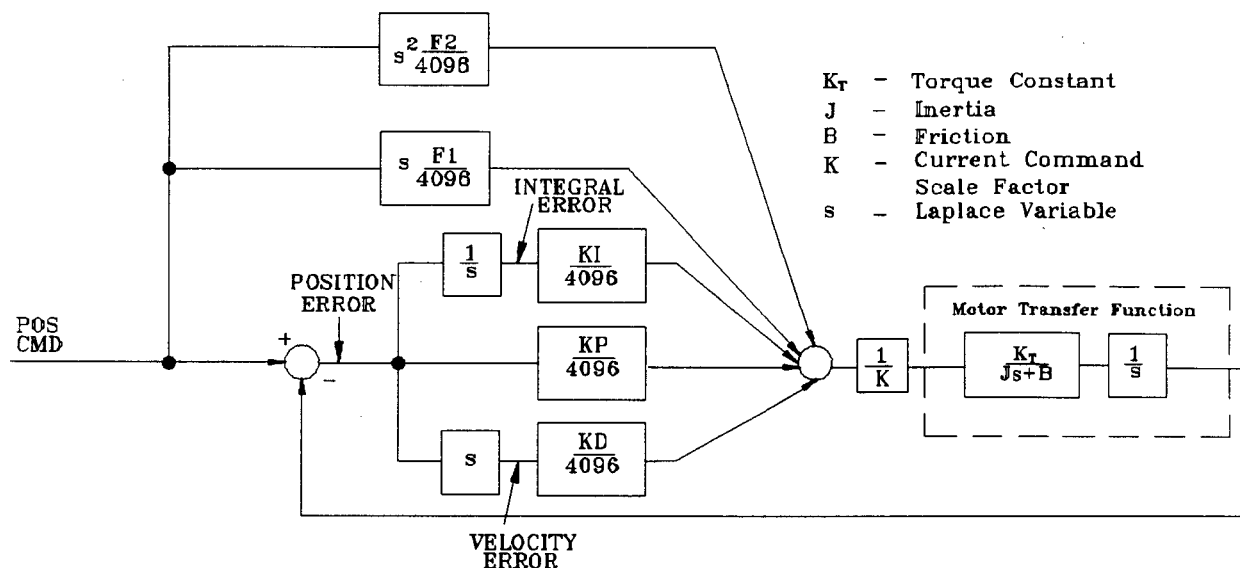 s² F2
4096
s F1
4096
K_T – Torque Constant
J – Inertia
B – Friction
K – Current Command
Scale Factor
s – Laplace Variable
INTEGRAL
ERROR
1
s
KI
4096
POSITION
ERROR
POS
CMD
+
−
KP
4096
1
K
Motor Transfer Function
K_T
Js+B
1
s
s
KD
4096
VELOCITY
ERROR